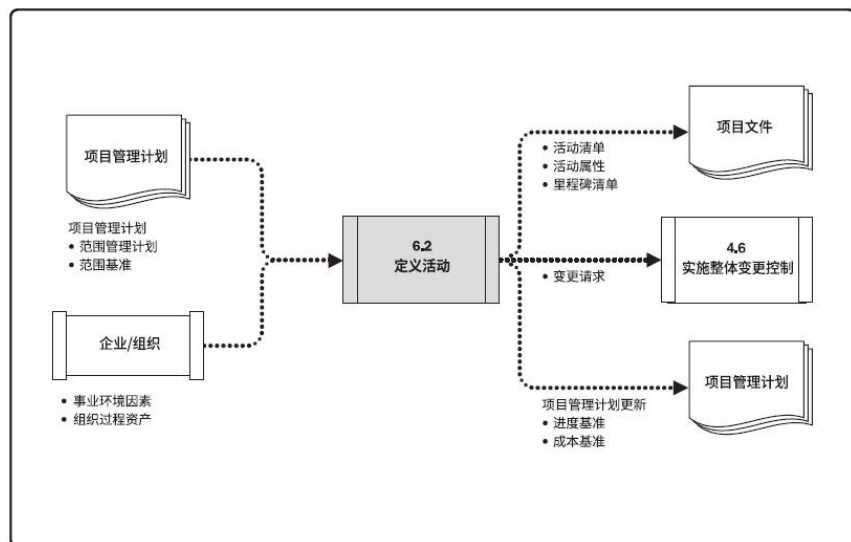 项目管理计划
项目管理计划
• 范围管理计划
• 范围基准
企业/组织
• 事业环境因素
• 组织过程资产
6.2
定义活动
• 活动清单
• 活动属性
• 里程碑清单
项目文件
• 变更请求
4.6
实施整体变更控制
项目管理计划更新
• 进度基准
• 成本基准
项目管理计划